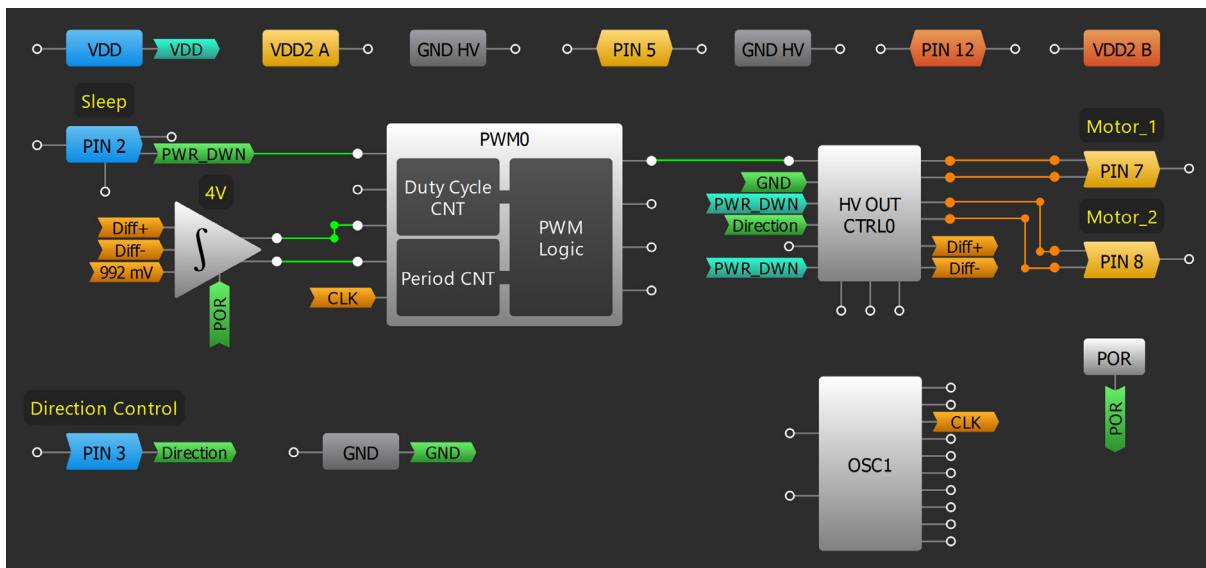 VDD
VDD
VDD2 A
GND HV
PIN 5
GND HV
PIN 12
VDD2 B
Sleep
PIN 2
PWR_DWN
4V
Diff+
Diff-
992 mV
∫
POR
PWM0
Duty Cycle
CNT
Period CNT
PWM
Logic
CLK
GND
PWR_DWN
Direction
PWR_DWN
HV OUT
CTRL0
Diff+
Diff-
Motor_1
PIN 7
Motor_2
PIN 8
POR
POR
Direction Control
PIN 3
Direction
GND
GND
OSC1
CLK